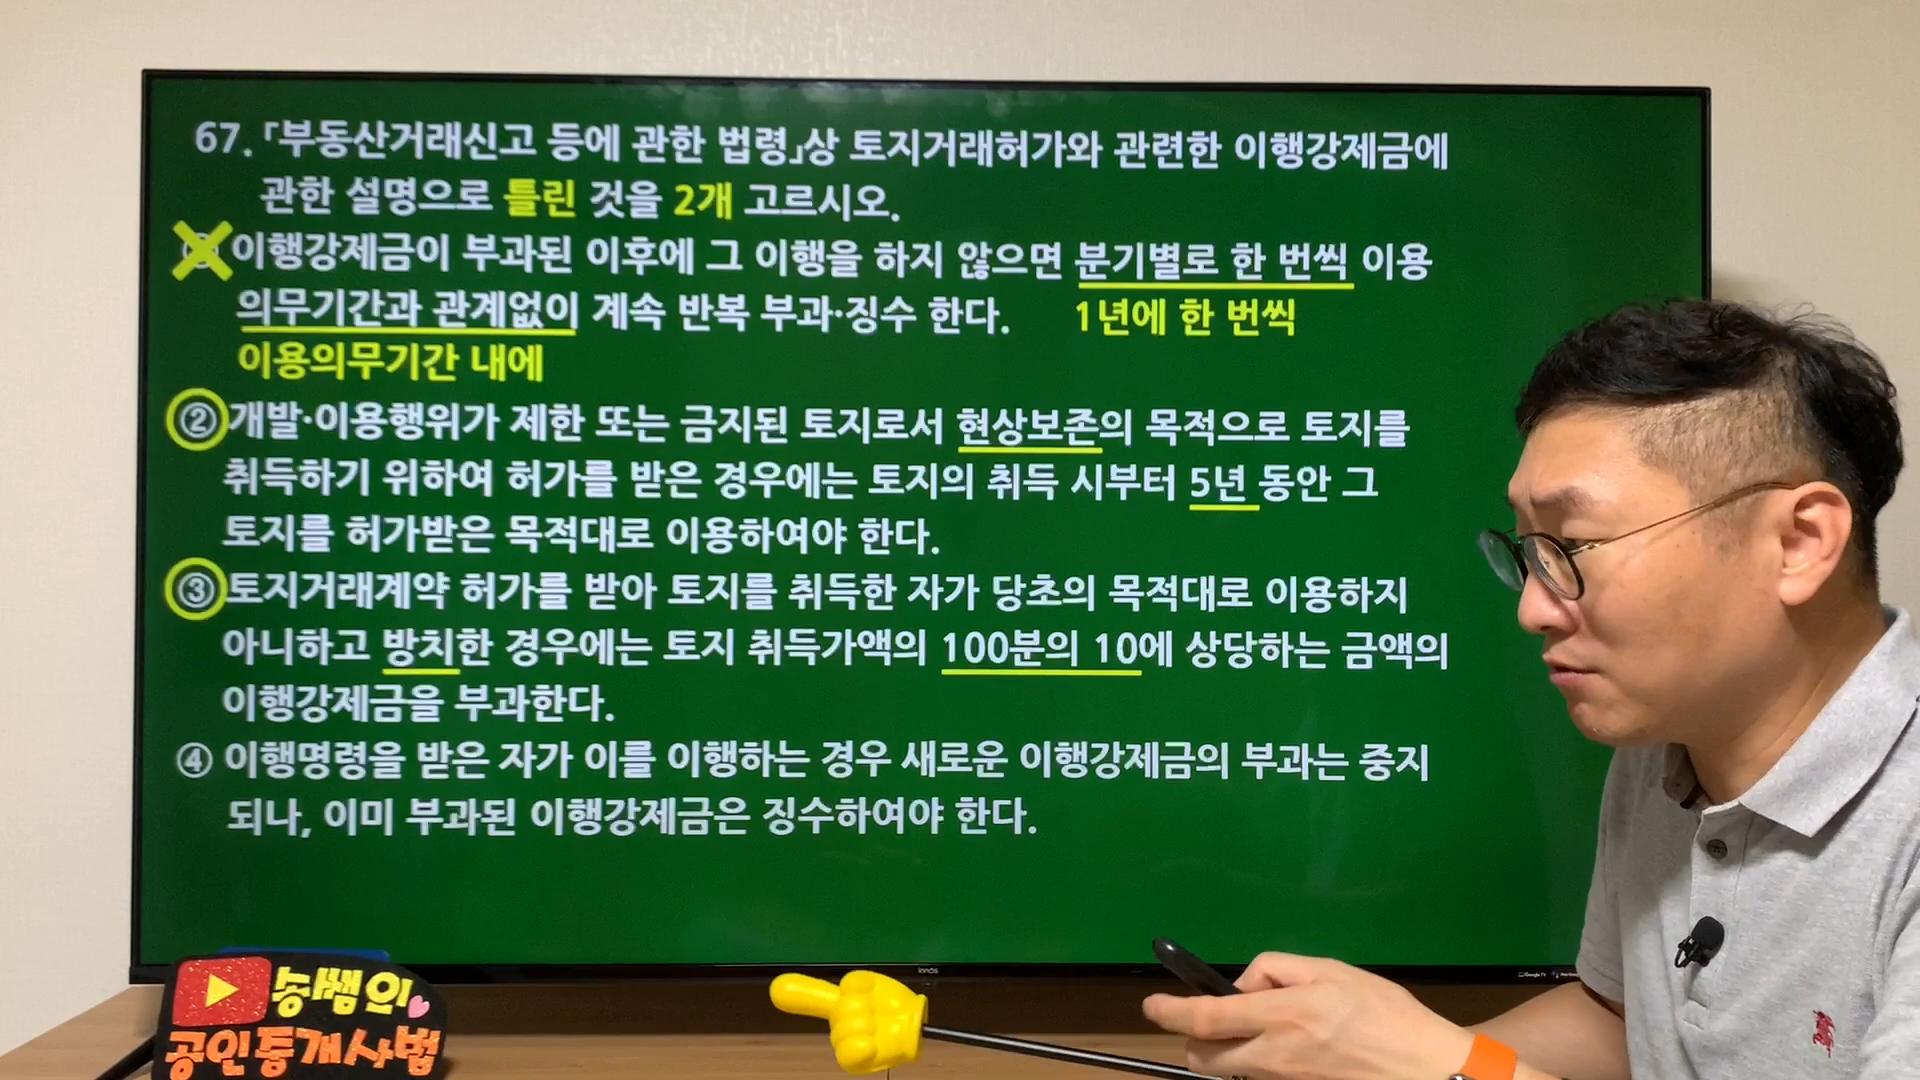 67. 「부동산거래신고 등에 관한 법령」상 토지거래허가와 관련한 이행강제금에
관한 설명으로 틀린 것을 2개 고르시오.
이행강제금이 부과된 이후에 그 이행을 하지 않으면 분기별로 한 번씩 이용
의무기간과 관계없이 계속 반복 부과·징수 한다. 1년에 한 번씩
이용의무기간 내에
② 개발·이용행위가 제한 또는 금지된 토지로서 현상보존의 목적으로 토지를
취득하기 위하여 허가를 받은 경우에는 토지의 취득 시부터 5년 동안 그
토지를 허가받은 목적대로 이용하여야 한다.
③ 토지거래계약 허가를 받아 토지를 취득한 자가 당초의 목적대로 이용하지
아니하고 방치한 경우에는 토지 취득가액의 100분의 10에 상당하는 금액의
이행강제금을 부과한다.
④ 이행명령을 받은 자가 이를 이행하는 경우 새로운 이행강제금의 부과는 중지
되나, 이미 부과된 이행강제금은 징수하여야 한다.
innos
Google TV
송쌤의
공인중개사법